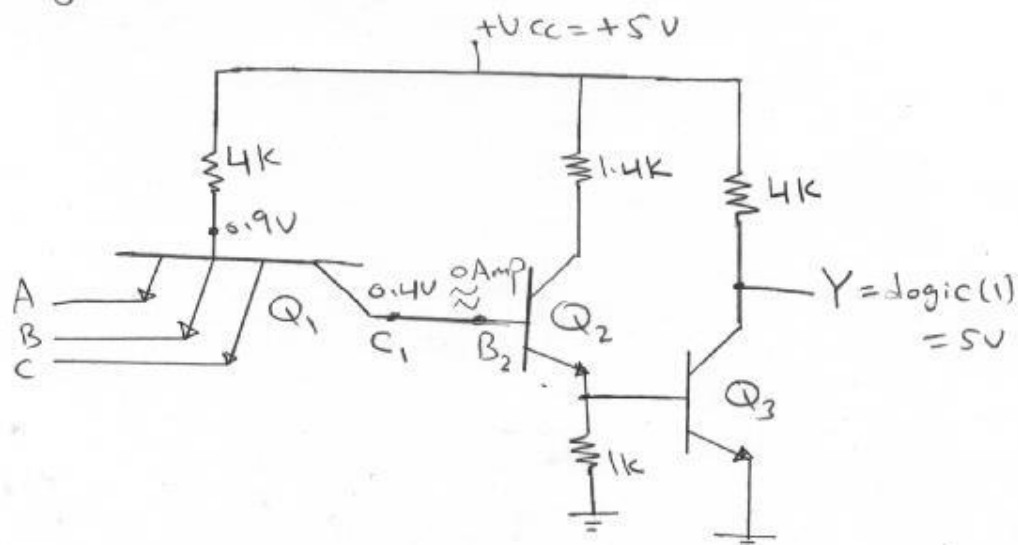 +Vcc = +5V
4K
1.4K
4K
0.9V
A
B
C
Q1
0.4V
≈ 0Amp
C1
B2
Q2
Y = Logic (1)
= 5V
Q3
1K